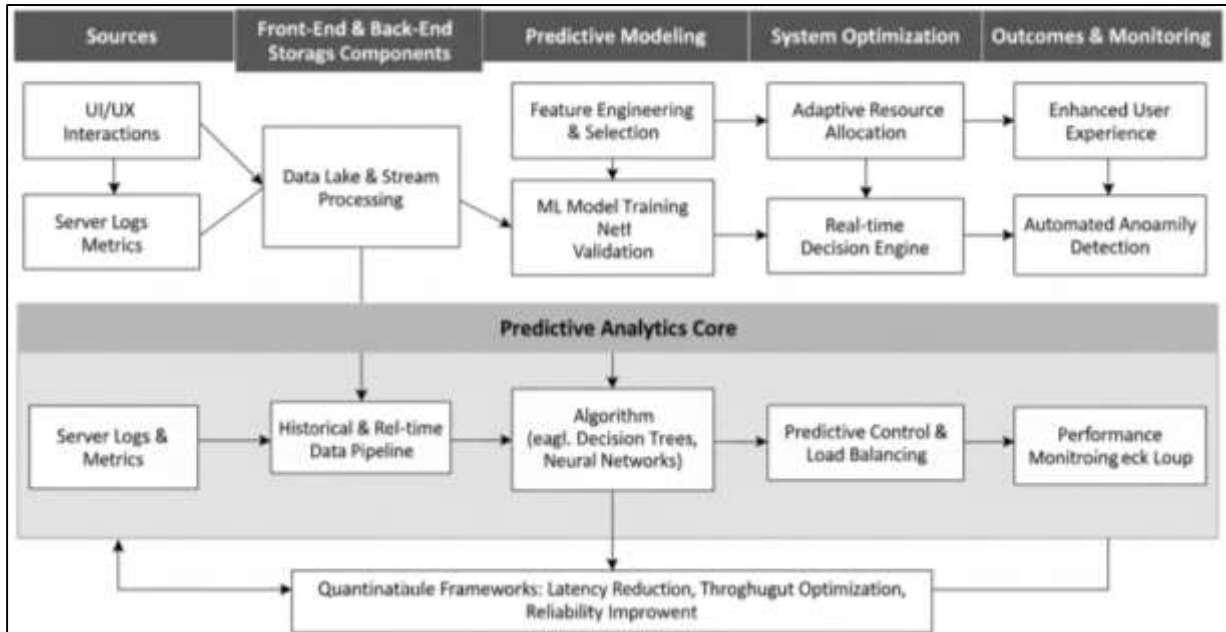 Sources
Front-End & Back-End
Storags Components
Predictive Modeling
System Optimization
Outcomes & Monitoring
UI/UX
Interactions
Server Logs
Metrics
Data Lake & Stream
Processing
Feature Engineering
& Selection
ML Model Training
Nett
Validation
Adaptive Resource
Allocation
Real-time
Decision Engine
Enhanced User
Experience
Automated Anoamily
Detection
Predictive Analytics Core
Server Logs &
Metrics
Historical & Rel-time
Data Pipeline
Algorithm
(eagl. Decision Trees,
Neural Networks)
Predictive Control &
Load Balancing
Performance
Monitroing eck Loup
Quantinataule Frameworks: Latency Reduction, Throghugut Optimization,
Reliability Improwent